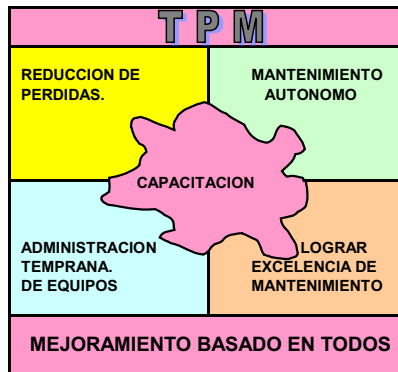 TPM
REDUCCION DE
PERDIDAS.
MANTENIMIENTO
AUTONOMO
CAPACITACION
ADMINISTRACION
TEMPRANA.
DE EQUIPOS
LOGRAR
EXCELENCIA DE
MANTENIMIENTO
MEJORAMIENTO BASADO EN TODOS